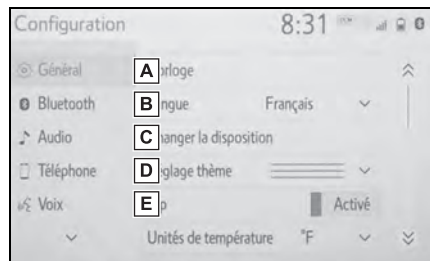 Configuration 8:31
Général A orloge
Bluetooth B ngue Français
Audio C hanger la disposition
Téléphone D églage thème
Voix E p Activé
Unités de température °F